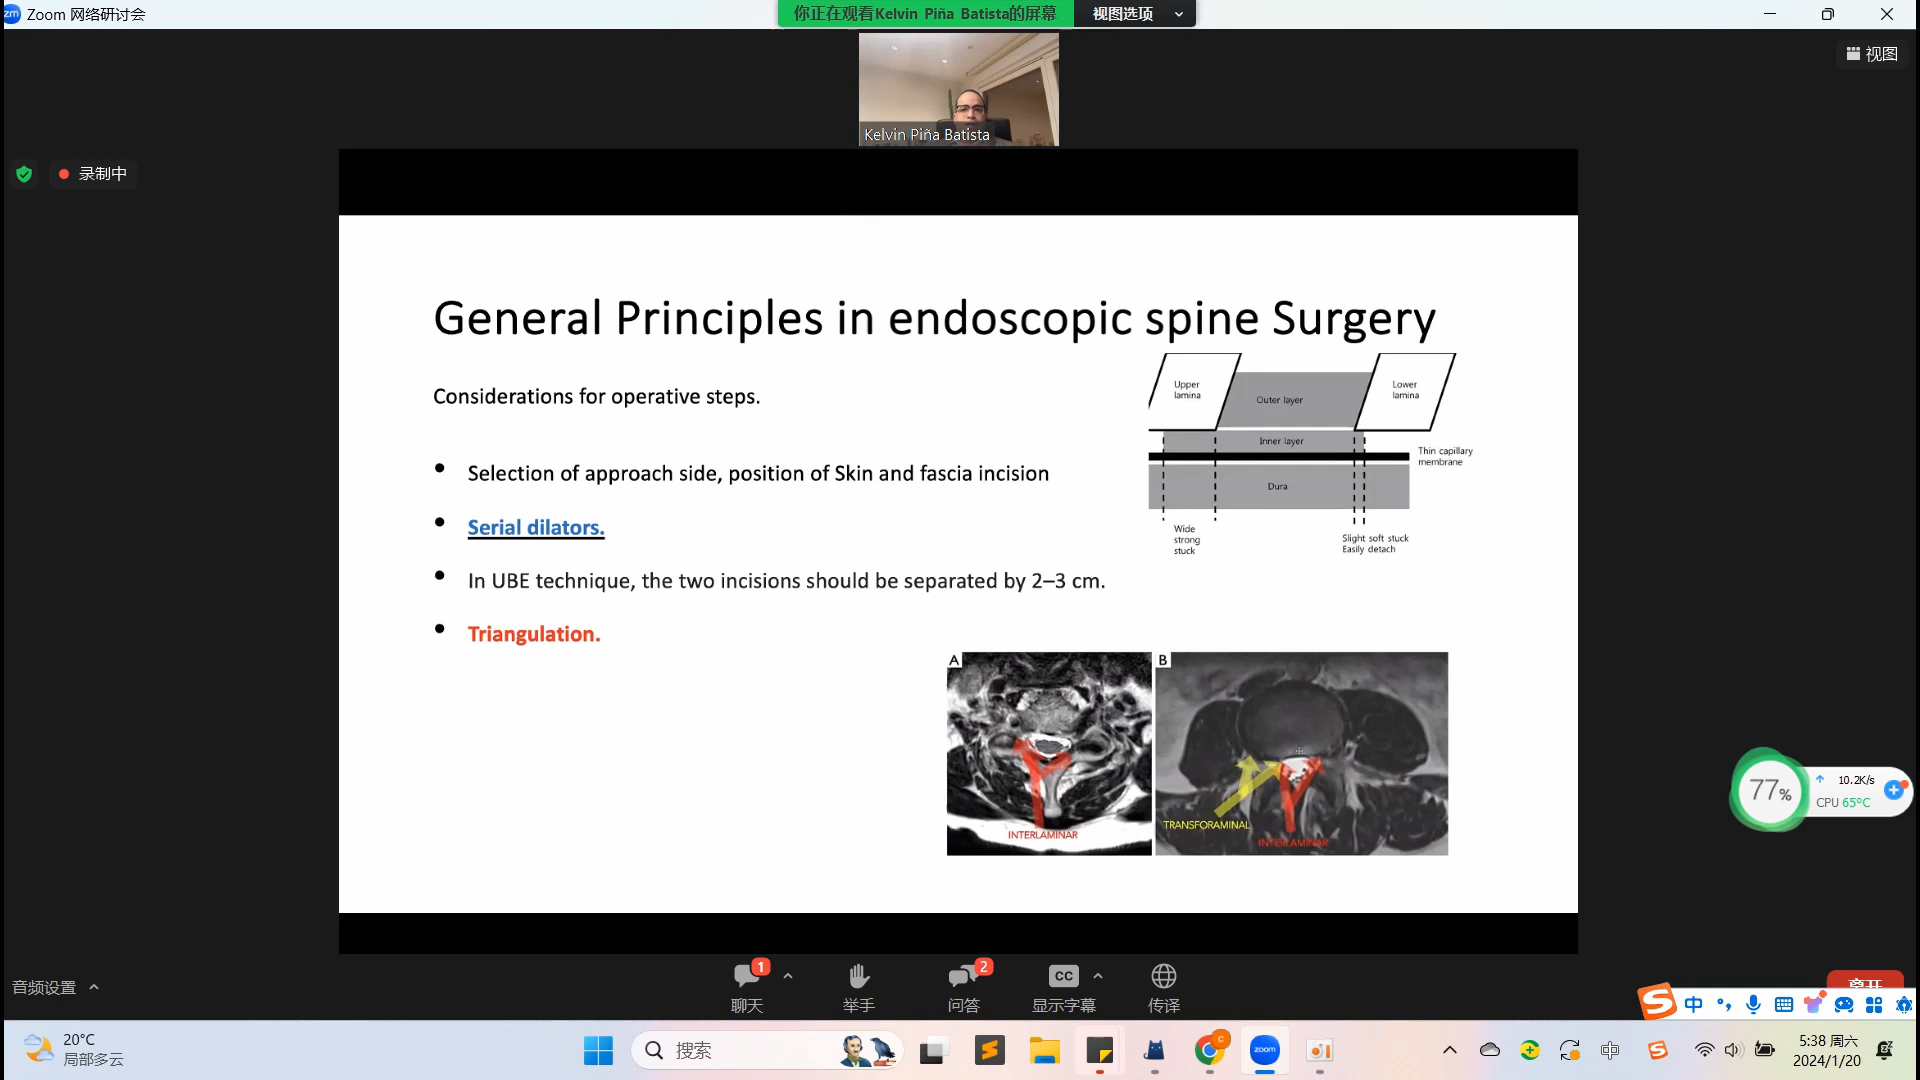 Zoom 网络研讨会
你正在观看Kelvin Piña Batista的屏幕
视图选项
视图
Kelvin Piña Batista
录制中
General Principles in endoscopic spine Surgery
Considerations for operative steps.
• Selection of approach side, position of Skin and fascia incision
• Serial dilators.
• In UBE technique, the two incisions should be separated by 2–3 cm.
• Triangulation.
Upper
lamina
Outer layer
Lower
lamina
Inner layer
Thin capillary
membrane
Dura
Wide
strong
stuck
Slight soft stuck
Easily detach
A
INTERLAMINAR
B
TRANSFORAMINAL
INTERLAMINAR
77%
10.2K/s
CPU 65°C
音频设置
1
聊天
举手
2
问答
CC
显示字幕
传译
离开
中
20°C
局部多云
搜索
zoom
5:38 周六
2024/1/20